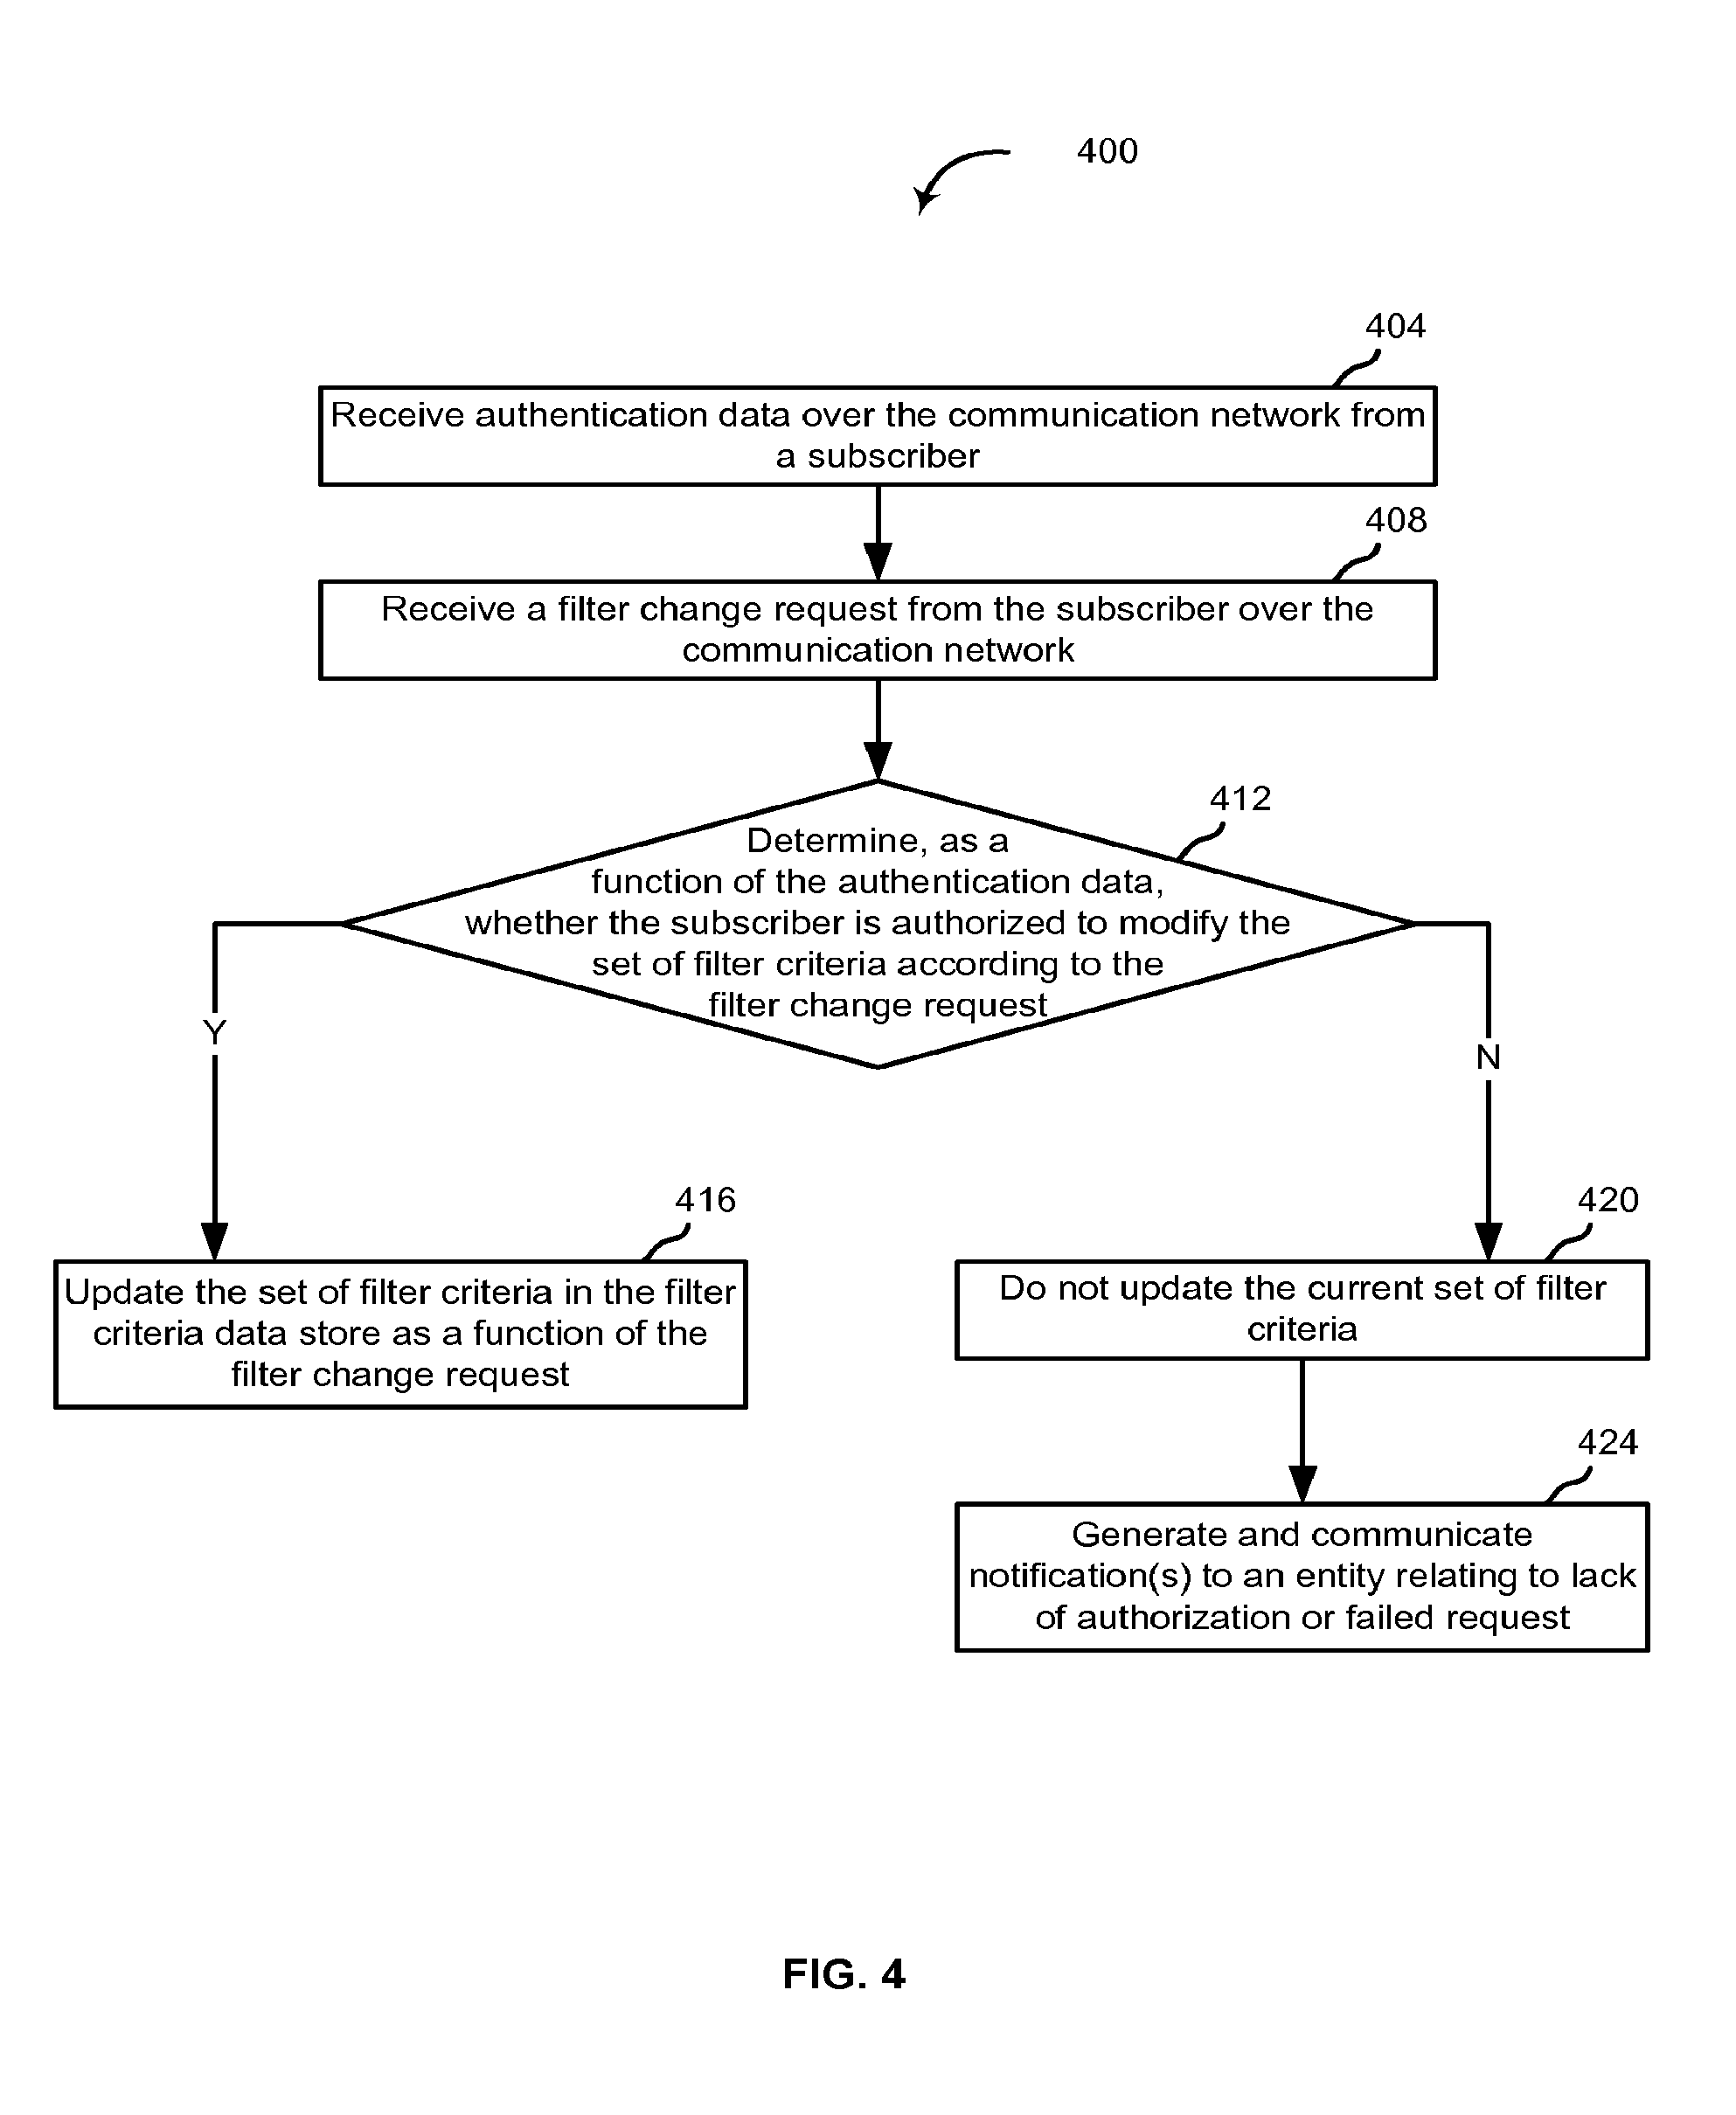 400
404
Receive authentication data over the communication network from
a subscriber
408
Receive a filter change request from the subscriber over the
communication network
412
Determine, as a
function of the authentication data,
whether the subscriber is authorized to modify the
set of filter criteria according to the
filter change request
Y
N
416
Update the set of filter criteria in the filter
criteria data store as a function of the
filter change request
420
Do not update the current set of filter
criteria
424
Generate and communicate
notification(s) to an entity relating to lack
of authorization or failed request
FIG. 4